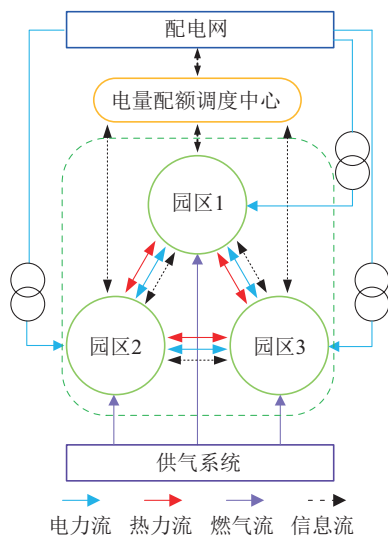 配电网
电量配额调度中心
园区1
园区2
园区3
供气系统
电力流 热力流 燃气流 信息流